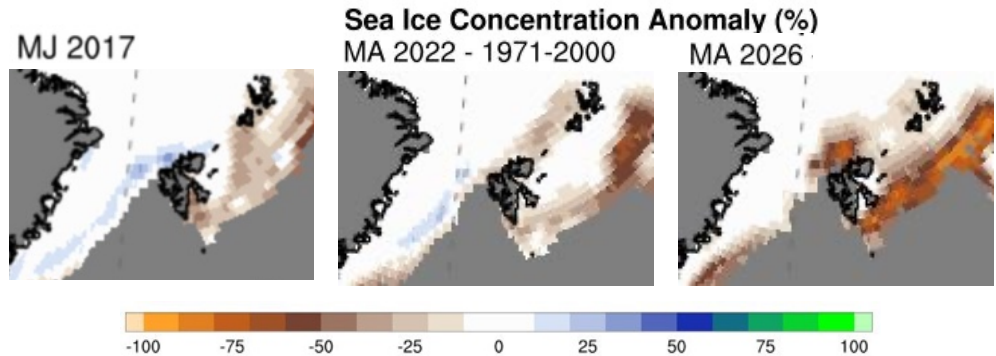 Sea Ice Concentration Anomaly (%)
MJ 2017
MA 2022 - 1971-2000
MA 2026
-100 -75 -50 -25 0 25 50 75 100